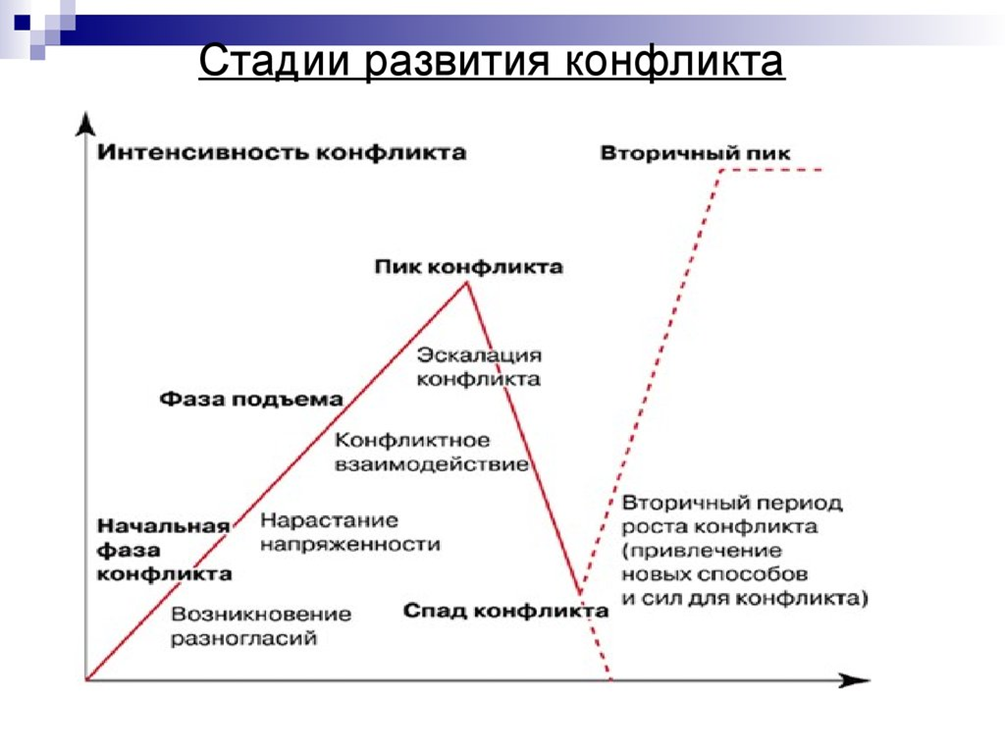 Стадии развития конфликта
Интенсивность конфликта
Вторичный пик
Пик конфликта
Эскалация
конфликта
Фаза подъема
Конфликтное
взаимодействие
Начальная
фаза
конфликта
Нарастание
напряженности
Вторичный период
роста конфликта
(привлечение
новых способов
и сил для конфликта)
Возникновение
разногласий
Спад конфликта